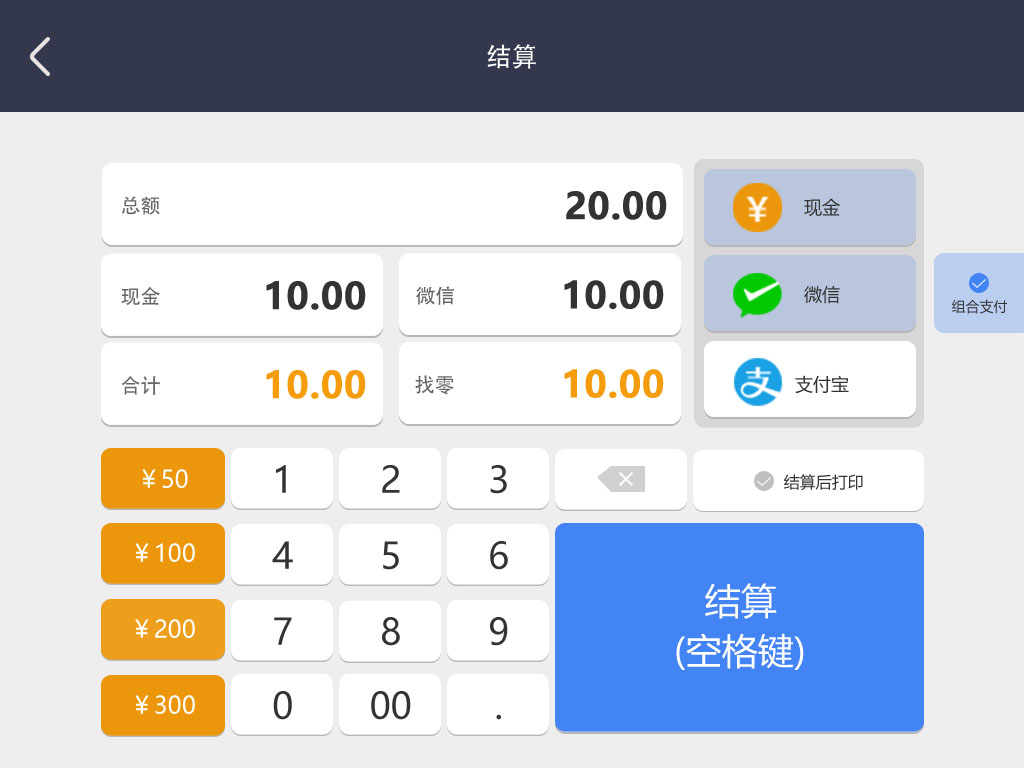 结算
总额 20.00
现金
现金 10.00
微信 10.00
微信
组合支付
合计 10.00
找零 10.00
支付宝
¥ 50
1
2
3
结算后打印
¥ 100
4
5
6
结算
(空格键)
¥ 200
7
8
9
¥ 300
0
00
.